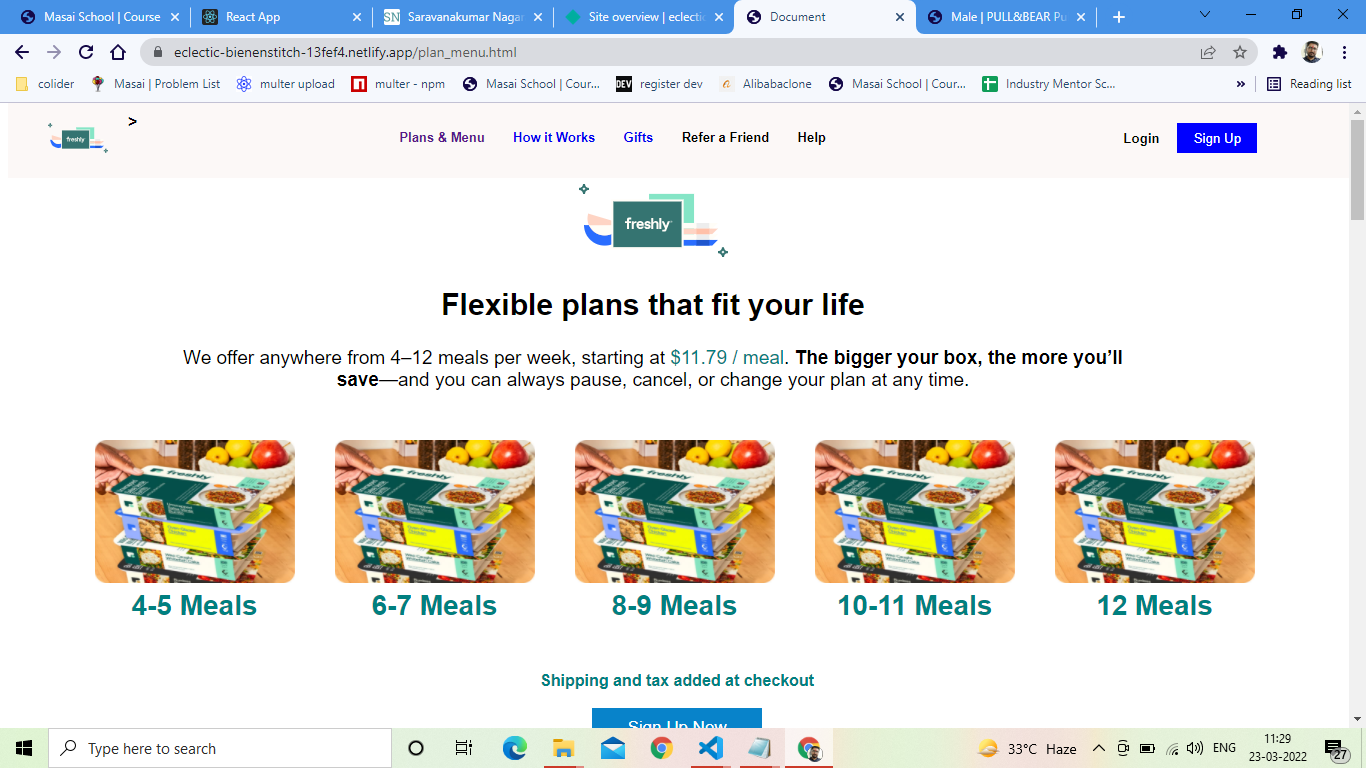 Masai School | Course
React App
Saravanakumar Nagar
Site overview | eclectic
Document
Male | PULL&BEAR Pu
eclectic-bienenstitch-13fef4.netlify.app/plan_menu.html
colider
Masai | Problem List
multer upload
multer - npm
Masai School | Cour...
DEV
register dev
Alibabaclone
Masai School | Cour...
Industry Mentor Sc...
»
Reading list
freshly
>
Plans & Menu
How it Works
Gifts
Refer a Friend
Help
Login
Sign Up
freshly
Flexible plans that fit your life
We offer anywhere from 4–12 meals per week, starting at $11.79 / meal. The bigger your box, the more you’ll
save—and you can always pause, cancel, or change your plan at any time.
freshly
freshly
freshly
freshly
freshly
4-5 Meals
6-7 Meals
8-9 Meals
10-11 Meals
12 Meals
Shipping and tax added at checkout
Sign Up Now
Type here to search
33°C Haze
ENG
11:29
23-03-2022
27